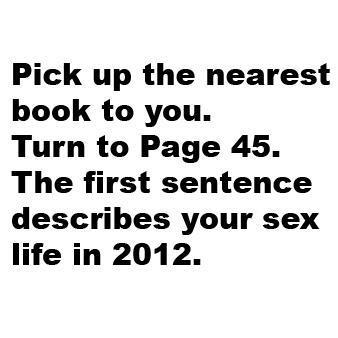 Pick up the nearest
book to you.
Turn to Page 45.
The first sentence
describes your sex
life in 2012.